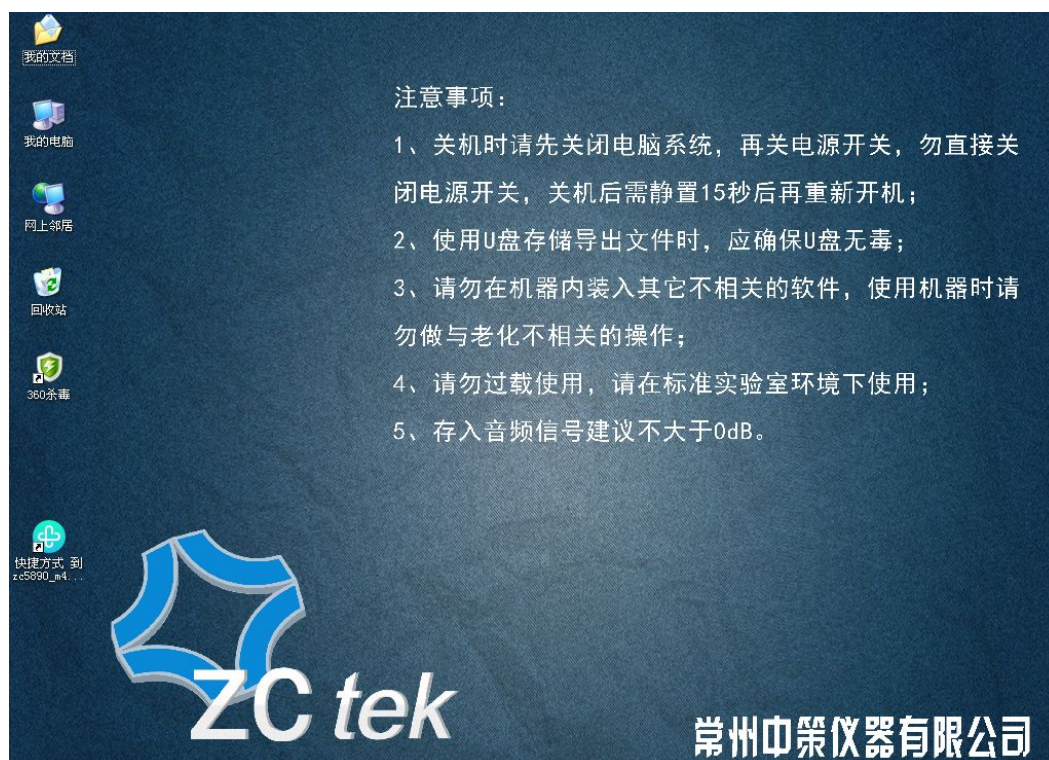 我的文档
我的电脑
网上邻居
回收站
360杀毒
快捷方式 到
zc5890_m4...
注意事项:
1、关机时请先关闭电脑系统，再关电源开关，勿直接关
闭电源开关，关机后需静置15秒后再重新开机;
2、使用U盘存储导出文件时，应确保U盘无毒;
3、请勿在机器内装入其它不相关的软件，使用机器时请
勿做与老化不相关的操作;
4、请勿过载使用，请在标准实验室环境下使用;
5、存入音频信号建议不大于0dB。
ZC tek
常州中策仪器有限公司